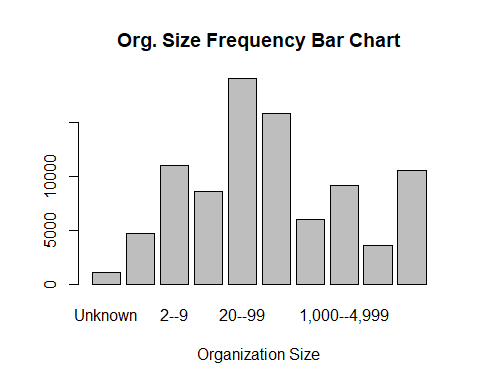 Org. Size Frequency Bar Chart
10000
5000
0
Unknown 2--9 20--99 1,000--4,999
Organization Size